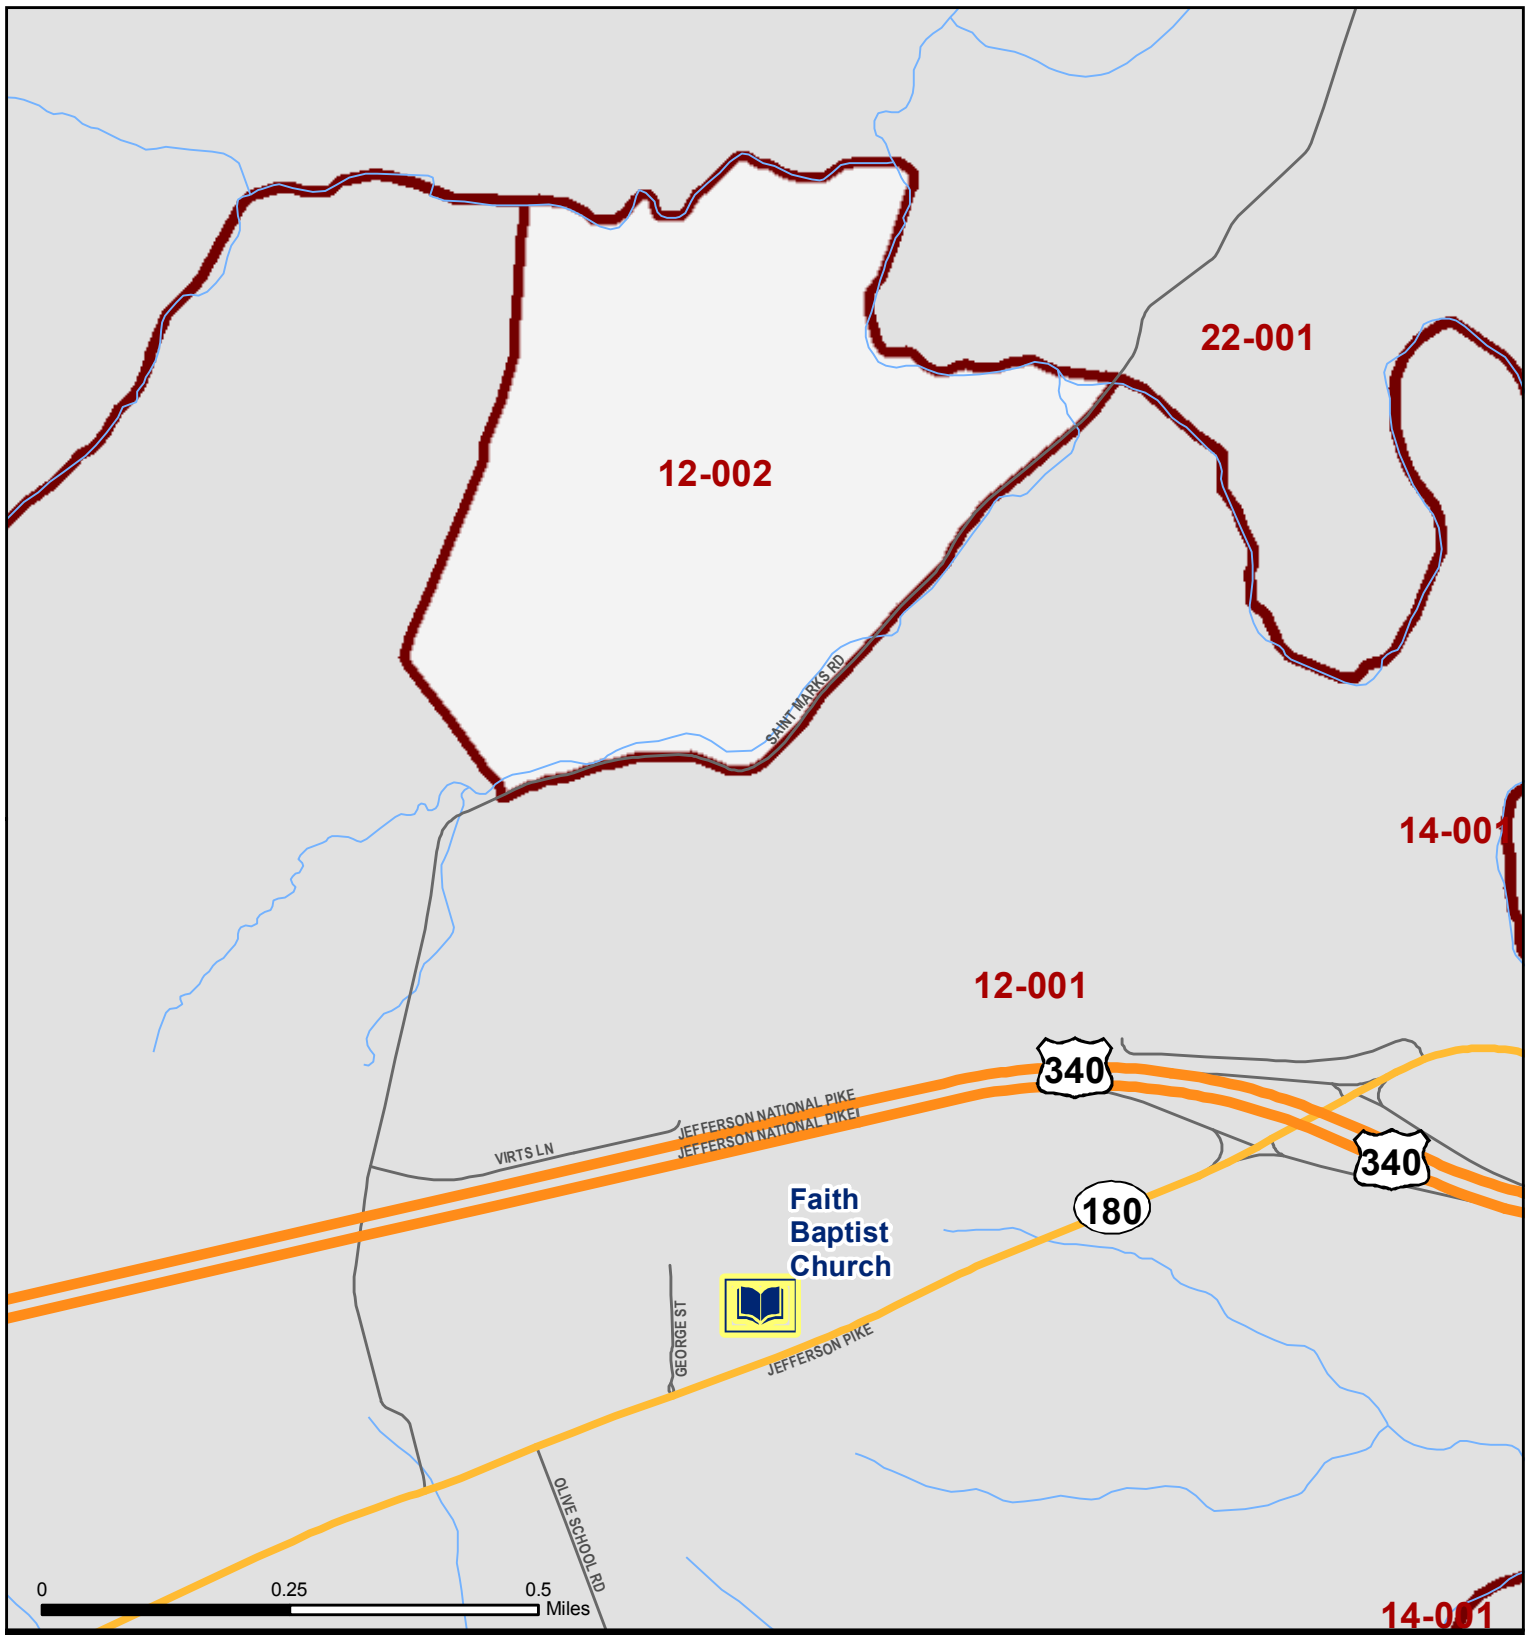 22-001
12-002
SAINT MARKS RD
14-001
12-001
340
JEFFERSON NATIONAL PIKE
JEFFERSON NATIONAL PIKE
VIRTS LN
340
Faith
Baptist
Church
180
GEORGE ST
JEFFERSON PIKE
OLIVE SCHOOL RD
0 0.25 0.5
Miles
14-001